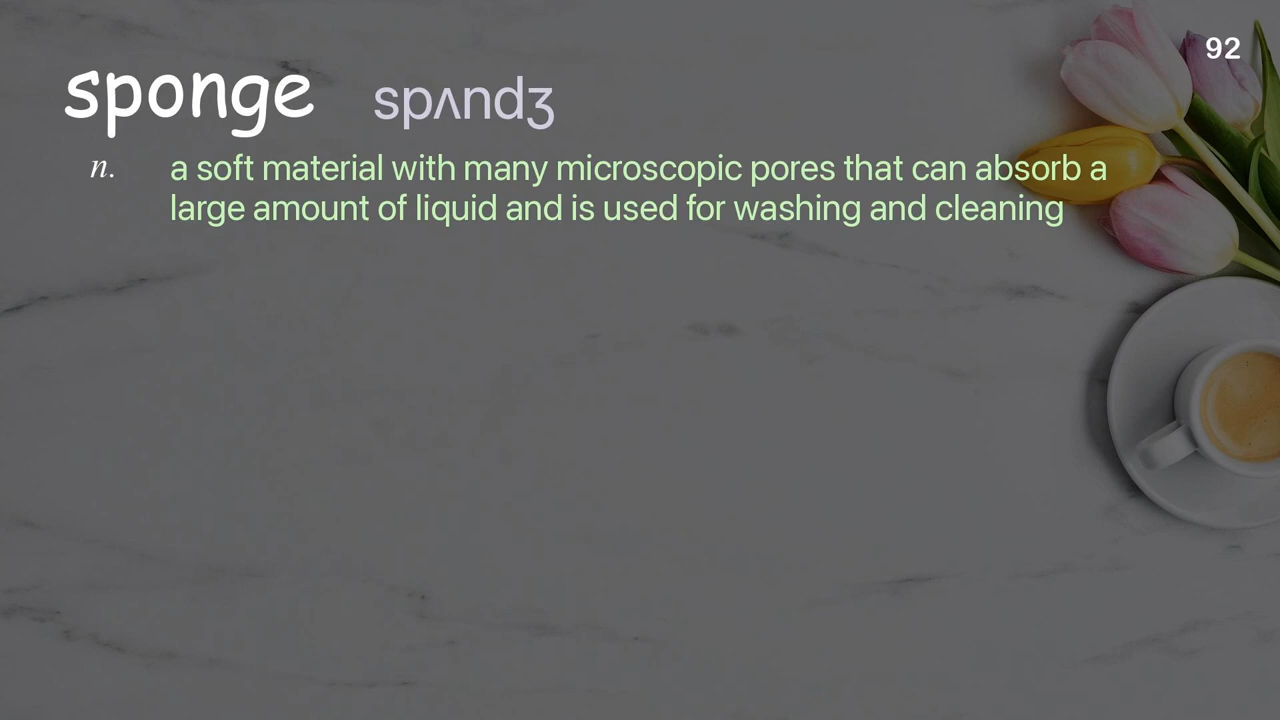 92
sponge spʌndʒ
n. a soft material with many microscopic pores that can absorb a
large amount of liquid and is used for washing and cleaning